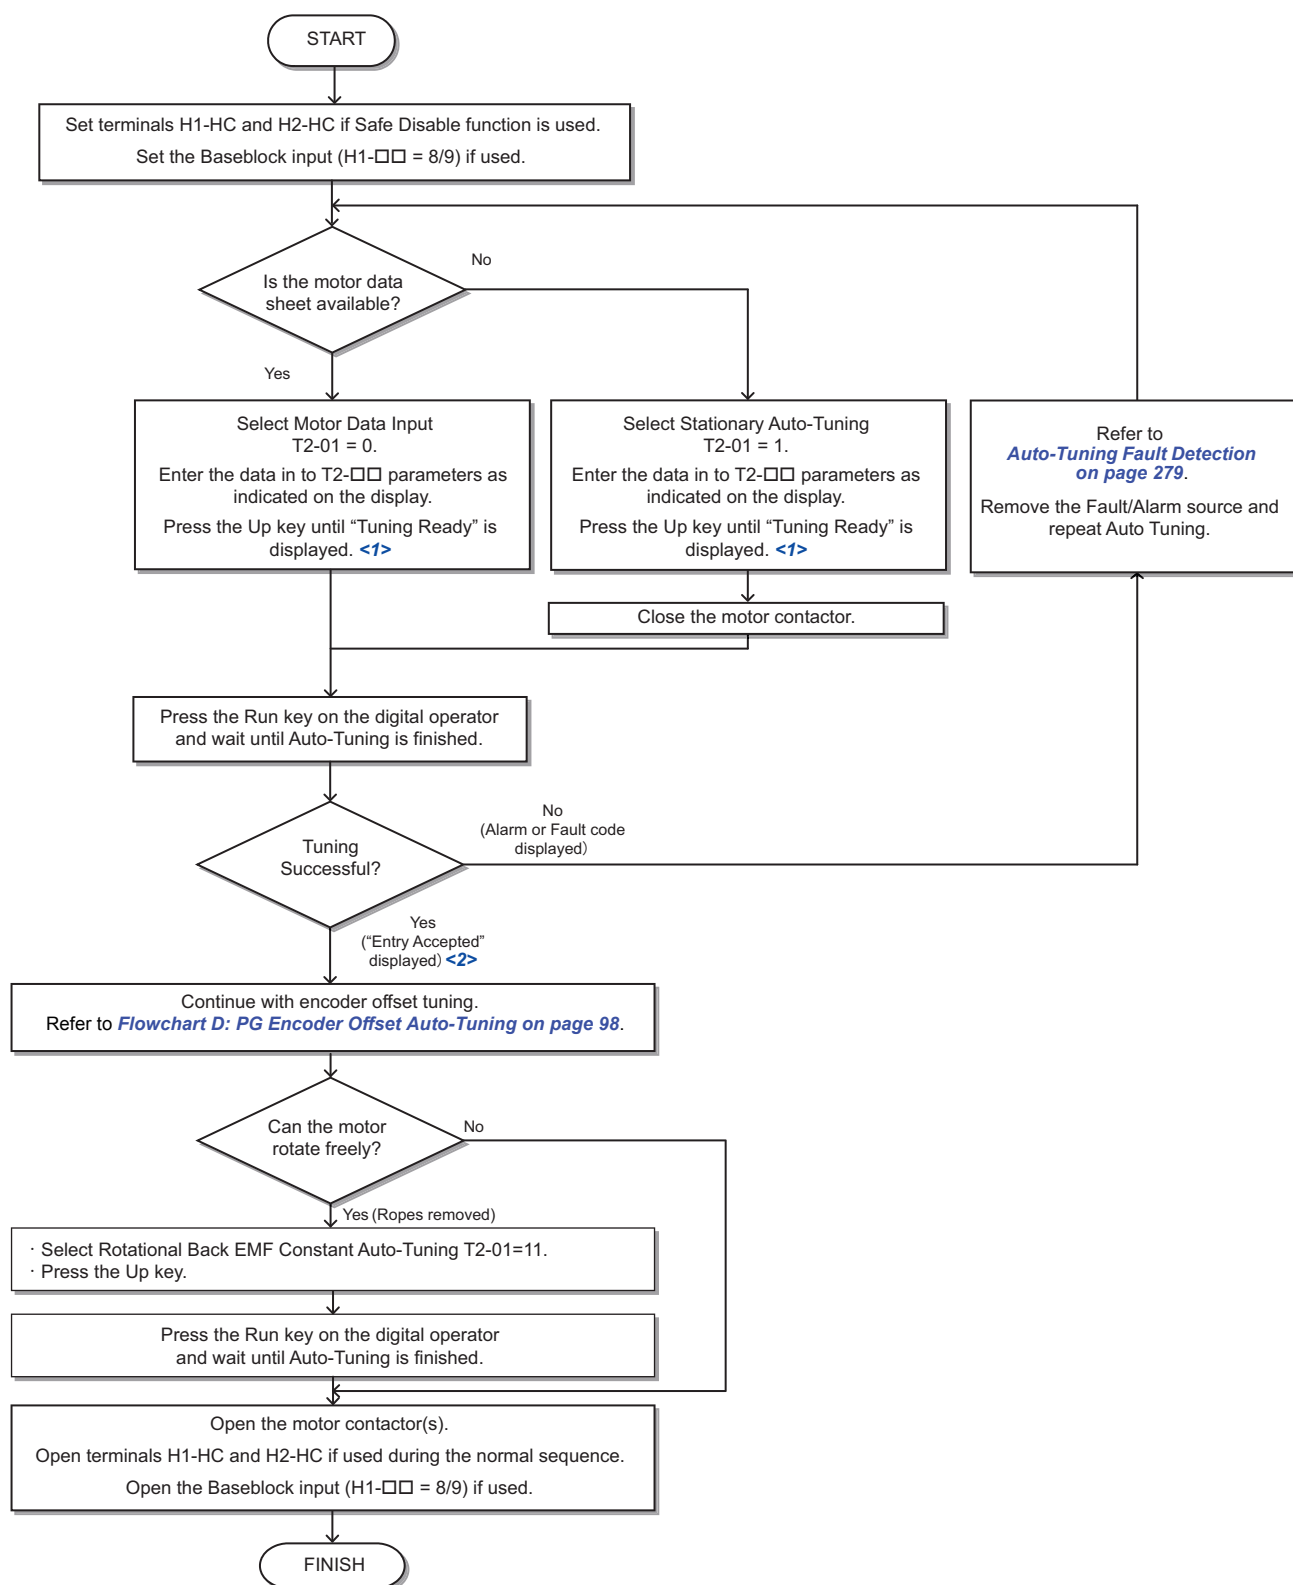 START
Set terminals H1-HC and H2-HC if Safe Disable function is used.
Set the Baseblock input (H1-□□ = 8/9) if used.
Is the motor data
sheet available?
No
Yes
Select Motor Data Input
T2-01 = 0.
Enter the data in to T2-□□ parameters as
indicated on the display.
Press the Up key until “Tuning Ready” is
displayed. <1>
Select Stationary Auto-Tuning
T2-01 = 1.
Enter the data in to T2-□□ parameters as
indicated on the display.
Press the Up key until “Tuning Ready” is
displayed. <1>
Refer to
Auto-Tuning Fault Detection
on page 279.
Remove the Fault/Alarm source and
repeat Auto Tuning.
Close the motor contactor.
Press the Run key on the digital operator
and wait until Auto-Tuning is finished.
Tuning
Successful?
No
(Alarm or Fault code
displayed)
Yes
(“Entry Accepted”
displayed) <2>
Continue with encoder offset tuning.
Refer to Flowchart D: PG Encoder Offset Auto-Tuning on page 98.
Can the motor
rotate freely?
No
Yes (Ropes removed)
· Select Rotational Back EMF Constant Auto-Tuning T2-01=11.
· Press the Up key.
Press the Run key on the digital operator
and wait until Auto-Tuning is finished.
Open the motor contactor(s).
Open terminals H1-HC and H2-HC if used during the normal sequence.
Open the Baseblock input (H1-□□ = 8/9) if used.
FINISH